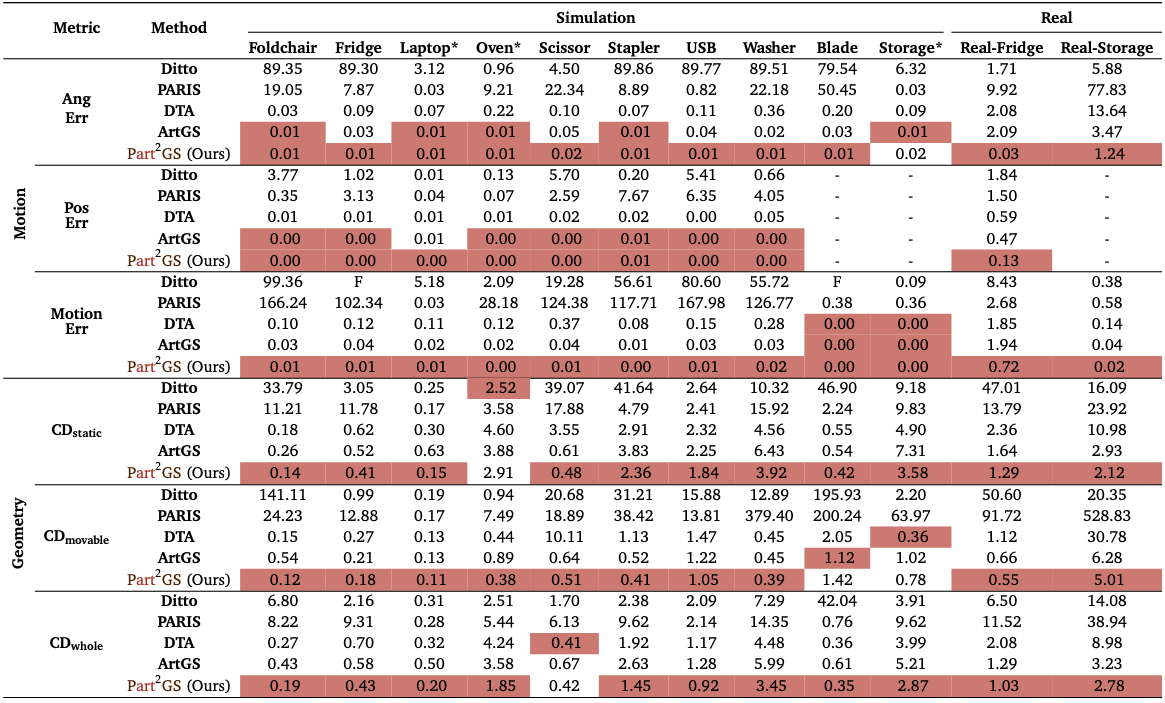 Metric Method Simulation Real
Foldchair Fridge Laptop* Oven* Scissor Stapler USB Washer Blade Storage* Real-Fridge Real-Storage
Motion
Ang Err
Ditto 89.35 89.30 3.12 0.96 4.50 89.86 89.77 89.51 79.54 6.32 1.71 5.88
PARIS 19.05 7.87 0.03 9.21 22.34 8.89 0.82 22.18 50.45 0.03 9.92 77.83
DTA 0.03 0.09 0.07 0.22 0.10 0.07 0.11 0.36 0.20 0.09 2.08 13.64
ArtGS 0.01 0.03 0.01 0.01 0.05 0.01 0.04 0.02 0.03 0.01 2.09 3.47
Part²GS (Ours) 0.01 0.01 0.01 0.01 0.02 0.01 0.01 0.01 0.01 0.02 0.03 1.24
Pos Err
Ditto 3.77 1.02 0.01 0.13 5.70 0.20 5.41 0.66 - - 1.84 -
PARIS 0.35 3.13 0.04 0.07 2.59 7.67 6.35 4.05 - - 1.50 -
DTA 0.01 0.01 0.01 0.01 0.02 0.02 0.00 0.05 - - 0.59 -
ArtGS 0.00 0.00 0.01 0.00 0.00 0.01 0.00 0.00 - - 0.47 -
Part²GS (Ours) 0.00 0.00 0.00 0.00 0.00 0.01 0.00 0.00 - - 0.13 -
Motion Err
Ditto 99.36 F 5.18 2.09 19.28 56.61 80.60 55.72 F 0.09 8.43 0.38
PARIS 166.24 102.34 0.03 28.18 124.38 117.71 167.98 126.77 0.38 0.36 2.68 0.58
DTA 0.10 0.12 0.11 0.12 0.37 0.08 0.15 0.28 0.00 0.00 1.85 0.14
ArtGS 0.03 0.04 0.02 0.02 0.04 0.01 0.03 0.03 0.00 0.00 1.94 0.04
Part²GS (Ours) 0.01 0.01 0.01 0.00 0.01 0.00 0.01 0.02 0.00 0.00 0.72 0.02
Geometry
CDstatic
Ditto 33.79 3.05 0.25 2.52 39.07 41.64 2.64 10.32 46.90 9.18 47.01 16.09
PARIS 11.21 11.78 0.17 3.58 17.88 4.79 2.41 15.92 2.24 9.83 13.79 23.92
DTA 0.18 0.62 0.30 4.60 3.55 2.91 2.32 4.56 0.55 4.90 2.36 10.98
ArtGS 0.26 0.52 0.63 3.88 0.61 3.83 2.25 6.43 0.54 7.31 1.64 2.93
Part²GS (Ours) 0.14 0.41 0.15 2.91 0.48 2.36 1.84 3.92 0.42 3.58 1.29 2.12
CDmovable
Ditto 141.11 0.99 0.19 0.94 20.68 31.21 15.88 12.89 195.93 2.20 50.60 20.35
PARIS 24.23 12.88 0.17 7.49 18.89 38.42 13.81 379.40 200.24 63.97 91.72 528.83
DTA 0.15 0.27 0.13 0.44 10.11 1.13 1.47 0.45 2.05 0.36 1.12 30.78
ArtGS 0.54 0.21 0.13 0.89 0.64 0.52 1.22 0.45 1.12 1.02 0.66 6.28
Part²GS (Ours) 0.12 0.18 0.11 0.38 0.51 0.41 1.05 0.39 1.42 0.78 0.55 5.01
CDwhole
Ditto 6.80 2.16 0.31 2.51 1.70 2.38 2.09 7.29 42.04 3.91 6.50 14.08
PARIS 8.22 9.31 0.28 5.44 6.13 9.62 2.14 14.35 0.76 9.62 11.52 38.94
DTA 0.27 0.70 0.32 4.24 0.41 1.92 1.17 4.48 0.36 3.99 2.08 8.98
ArtGS 0.43 0.58 0.50 3.58 0.67 2.63 1.28 5.99 0.61 5.21 1.29 3.23
Part²GS (Ours) 0.19 0.43 0.20 1.85 0.42 1.45 0.92 3.45 0.35 2.87 1.03 2.78